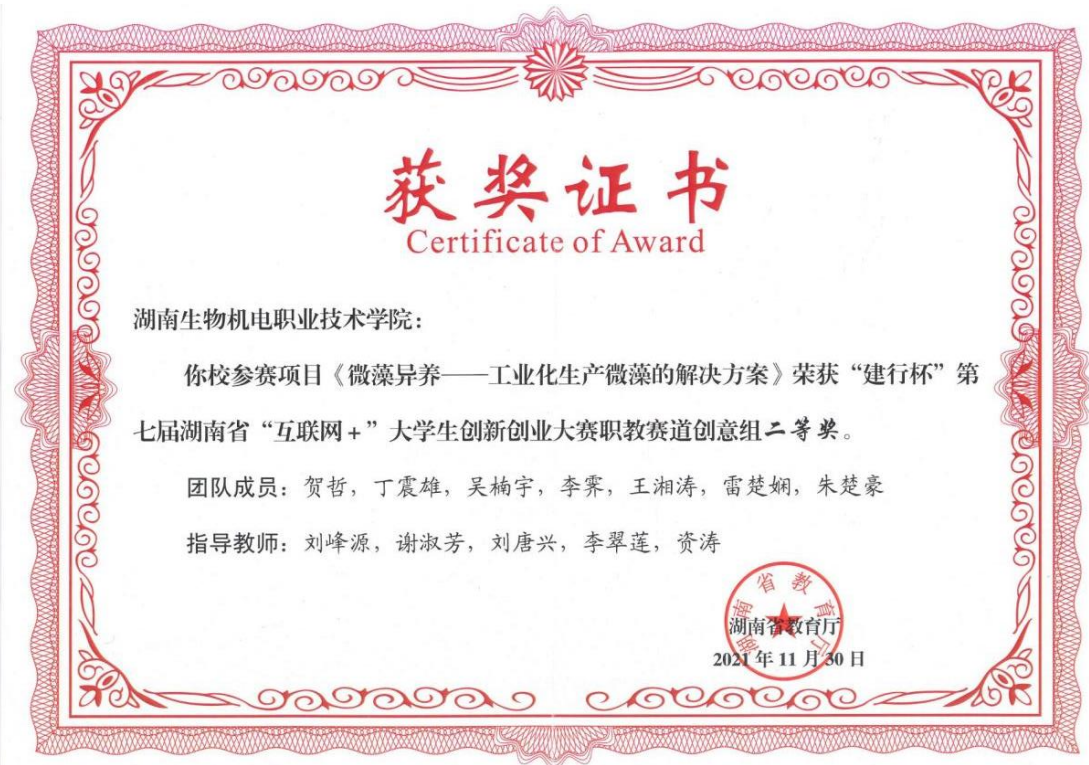 获奖证书
Certificate of Award
湖南生物机电职业技术学院：
你校参赛项目《微藻异养——工业化生产微藻的解决方案》荣获“建行杯”第
七届湖南省“互联网+”大学生创新创业大赛职教赛道创意组二等奖。
团队成员：贺哲，丁震雄，吴楠宇，李霁，王湘涛，雷楚娴，朱楚豪
指导教师：刘峰源，谢淑芳，刘唐兴，李翠莲，资涛
湖南省教育厅
湖南省教育厅
2021年11月30日